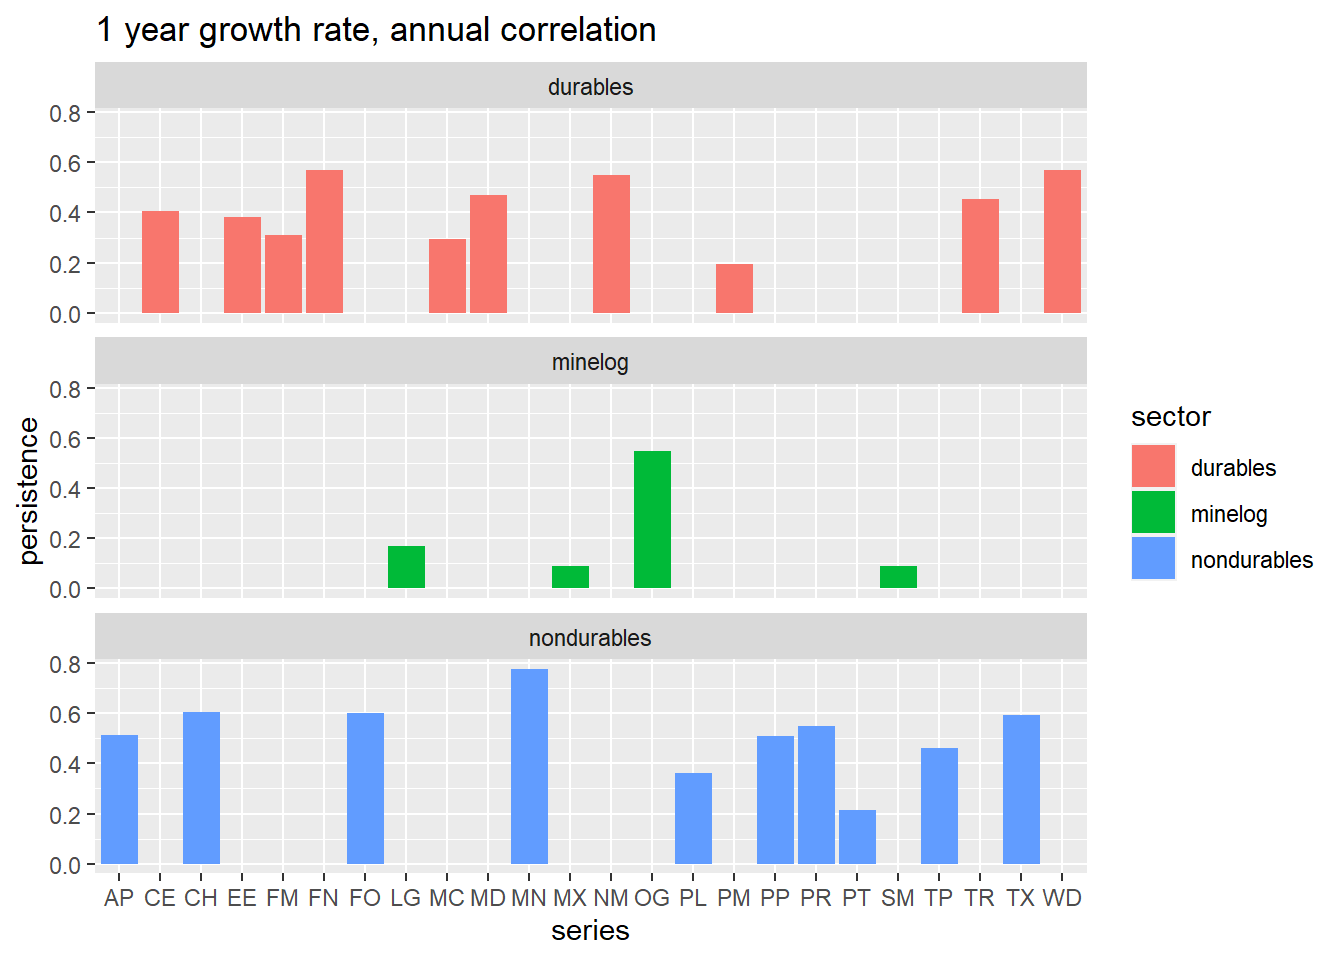 1 year growth rate, annual correlation
durables
0.8
0.6
0.4
0.2
0.0
minelog
0.8
0.6
0.4
0.2
0.0
nondurables
0.8
0.6
0.4
0.2
0.0
AP CE CH EE FM FN FO LG MC MD MN MX NM OG PL PM PP PR PT SM TP TR TX WD
series
persistence
sector
durables
minelog
nondurables